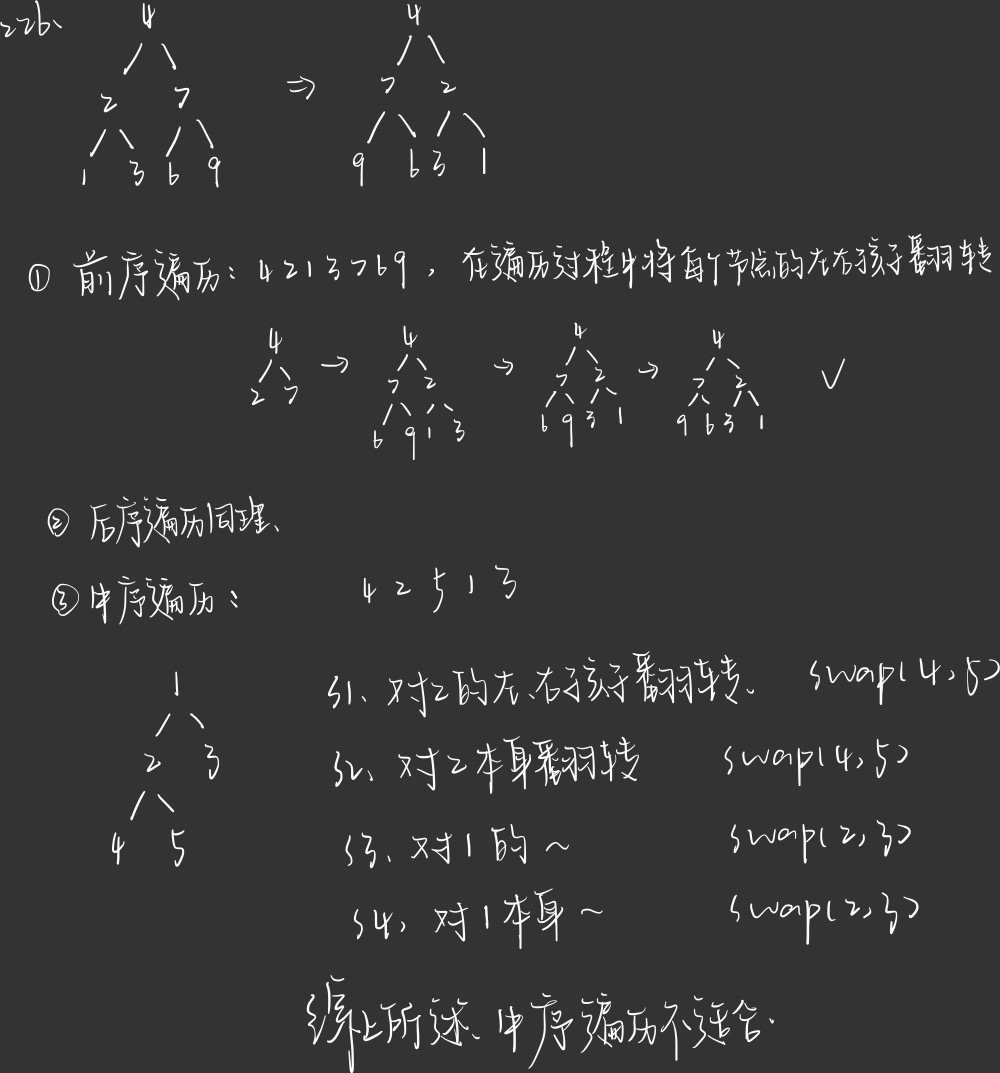 226、
4 4
2 7 ⇒ 7 2
1 3 6 9 9 6 3 1
① 前序遍历：4 2 1 3 7 6 9，在遍历过程中将每个节点的左右孩子翻转
4 → 4 → 4 → 4 ✓
2 7 7 2 7 2 7 2
6 9 1 3 6 9 3 1 9 6 3 1
② 后序遍历同理、
③ 中序遍历： 4 2 5 1 3
1
2 3
4 5
S1、对2的左、右孩子翻转、 swap(4,5)
S2、对2本身翻转 swap(4,5)
S3、对1的~ swap(2,3)
S4，对1本身~ swap(2,3)
综上所述、中序遍历不适合.